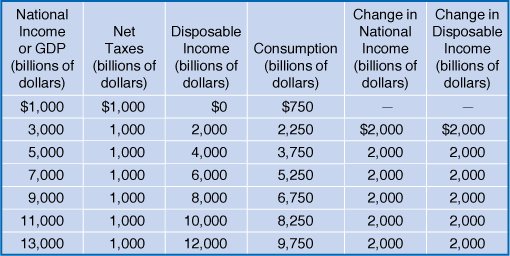 National Income or GDP (billions of dollars) Net Taxes (billions of dollars) Disposable Income (billions of dollars) Consumption (billions of dollars) Change in National Income (billions of dollars) Change in Disposable Income (billions of dollars)
$1,000 $1,000 $0 $750 — —
3,000 1,000 2,000 2,250 $2,000 $2,000
5,000 1,000 4,000 3,750 2,000 2,000
7,000 1,000 6,000 5,250 2,000 2,000
9,000 1,000 8,000 6,750 2,000 2,000
11,000 1,000 10,000 8,250 2,000 2,000
13,000 1,000 12,000 9,750 2,000 2,000